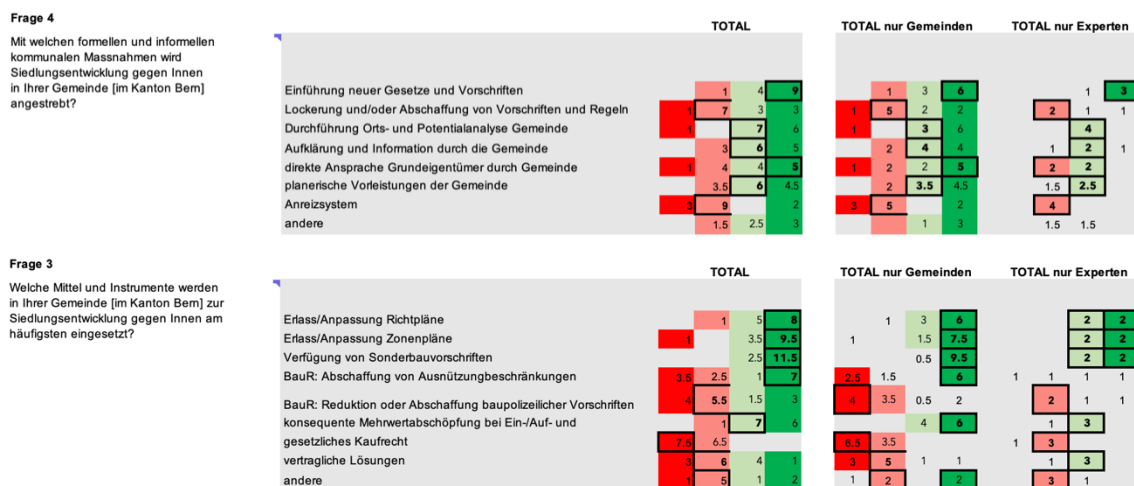 Frage 4
TOTAL TOTAL nur Gemeinden TOTAL nur Experten
Mit welchen formellen und informellen
kommunalen Massnahmen wird
Siedlungsentwicklung gegen Innen
in Ihrer Gemeinde [im Kanton Bern]
angestrebt?
Einführung neuer Gesetze und Vorschriften 1 4 9 1 3 6 1 3
Lockerung und/oder Abschaffung von Vorschriften und Regeln 1 7 3 3 1 5 2 2 2 1 1
Durchführung Orts- und Potentialanalyse Gemeinde 1 7 6 1 3 6 4
Aufklärung und Information durch die Gemeinde 3 6 5 2 4 4 1 2 1
direkte Ansprache Grundeigentümer durch Gemeinde 1 4 4 5 1 2 2 5 2 2
planerische Vorleistungen der Gemeinde 3.5 6 4.5 2 3.5 4.5 1.5 2.5
Anreizsystem 3 9 2 3 5 2 4
andere 1.5 2.5 3 1 3 1.5 1.5
Frage 3
TOTAL TOTAL nur Gemeinden TOTAL nur Experten
Welche Mittel und Instrumente werden
in Ihrer Gemeinde [im Kanton Bern] zur
Siedlungsentwicklung gegen Innen am
häufigsten eingesetzt?
Erlass/Anpassung Richtpläne 1 5 8 1 3 6 2 2
Erlass/Anpassung Zonenpläne 1 3.5 9.5 1 1.5 7.5 2 2
Verfügung von Sonderbauvorschriften 2.5 11.5 0.5 9.5 2 2
BauR: Abschaffung von Ausnützungbeschränkungen 3.5 2.5 1 7 2.5 1.5 6 1 1 1 1
BauR: Reduktion oder Abschaffung baupolizeilicher Vorschriften 4 5.5 1.5 3 4 3.5 0.5 2 2 1 1
konsequente Mehrwertabschöpfung bei Ein-/Auf- und 1 7 6 4 6 1 3
gesetzliches Kaufrecht 7.5 6.5 6.5 3.5 1 3
vertragliche Lösungen 3 6 4 1 3 5 1 1 1 3
andere 1 5 1 2 1 2 2 3 1